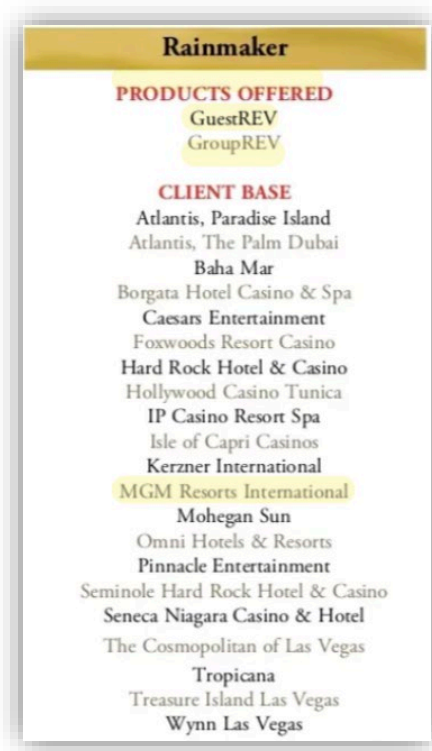 Rainmaker
PRODUCTS OFFERED
GuestREV
GroupREV
CLIENT BASE
Atlantis, Paradise Island
Atlantis, The Palm Dubai
Baha Mar
Borgata Hotel Casino & Spa
Caesars Entertainment
Foxwoods Resort Casino
Hard Rock Hotel & Casino
Hollywood Casino Tunica
IP Casino Resort Spa
Isle of Capri Casinos
Kerzner International
MGM Resorts International
Mohegan Sun
Omni Hotels & Resorts
Pinnacle Entertainment
Seminole Hard Rock Hotel & Casino
Seneca Niagara Casino & Hotel
The Cosmopolitan of Las Vegas
Tropicana
Treasure Island Las Vegas
Wynn Las Vegas